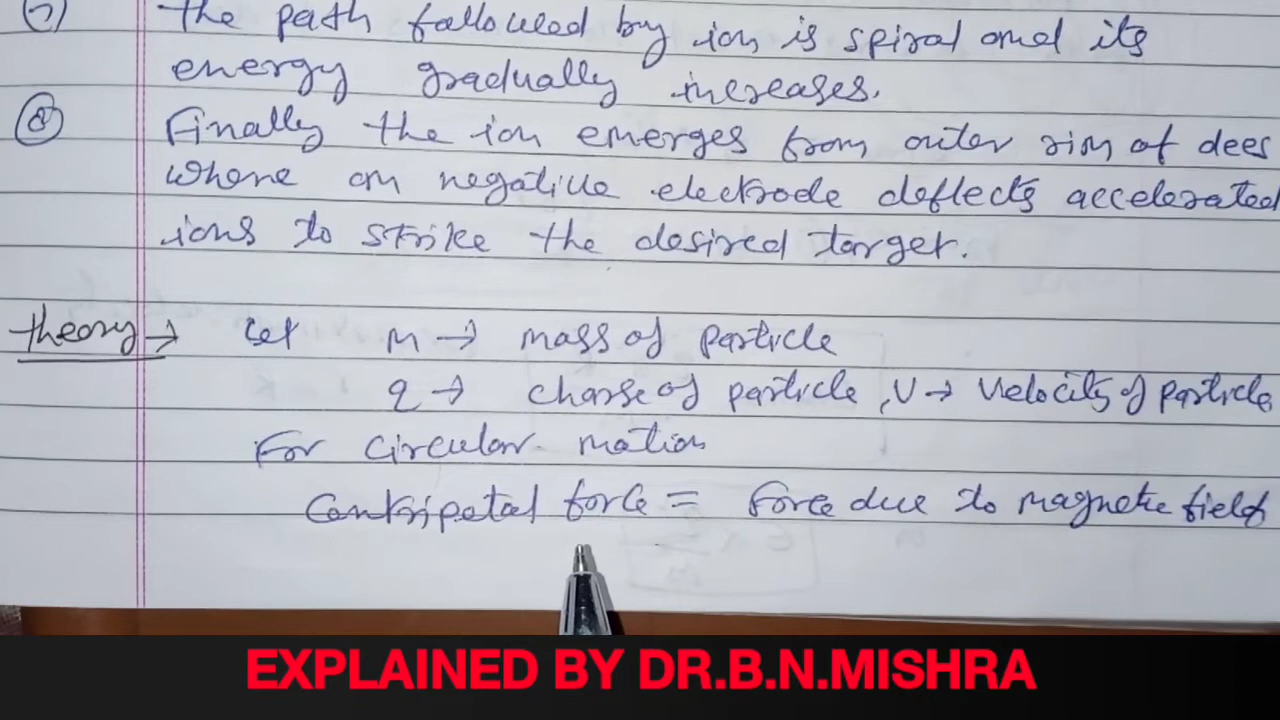 7 The path followed by ion is spiral and its
energy gradually increases.
8 Finally the ion emerges from outer rim of dees
where an negative electrode deflects accelerated
ions to strike the desired target.
Theory → Let M → mass of particle
q → charge of particle, V → velocity of particle
For circular motion
Centripetal force = Force due to magnetic field
EXPLAINED BY DR.B.N.MISHRA